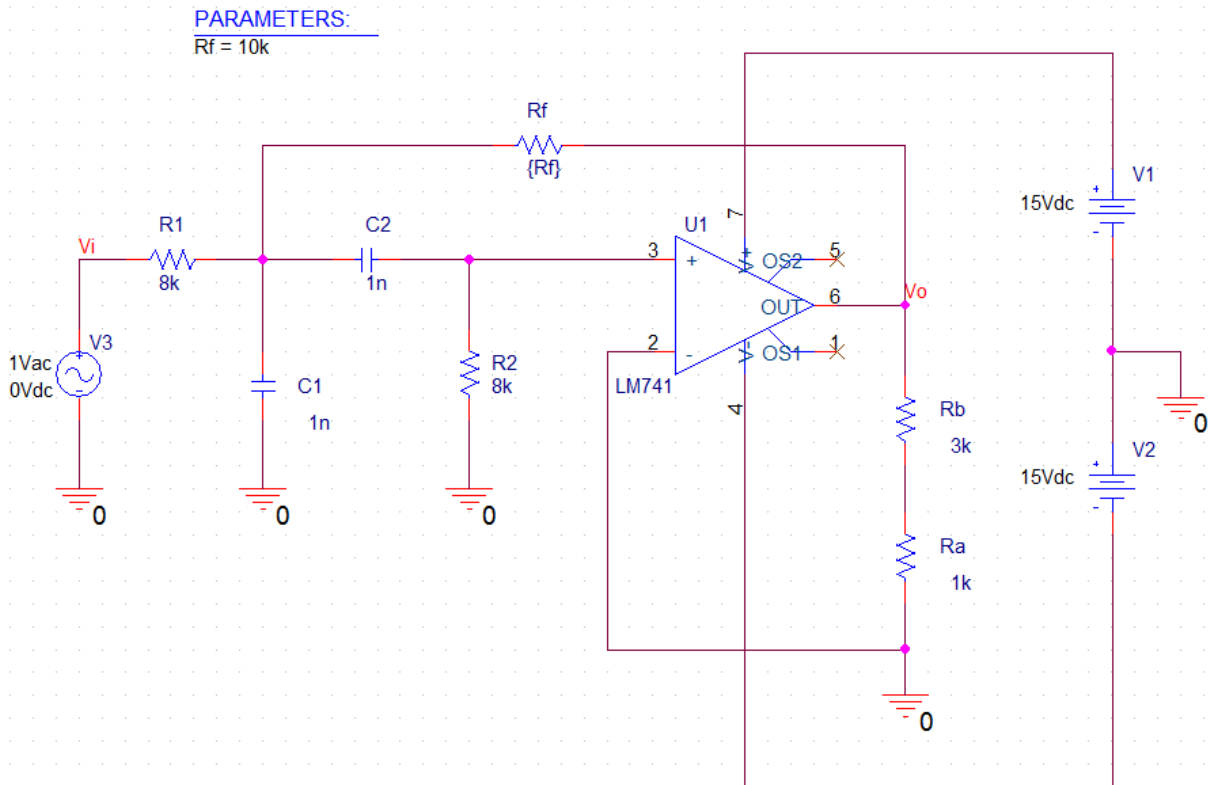 PARAMETERS:
Rf = 10k
Rf
{Rf}
V1
15Vdc
7
U1
R1
C2
Vi
3
+
V+
OS2
5
8k
1n
OUT
6
Vo
V3
1Vac
0Vdc
2
-
V-
OS1
1
R2
8k
C1
1n
LM741
4
Rb
3k
0
V2
15Vdc
0
0
0
Ra
1k
0